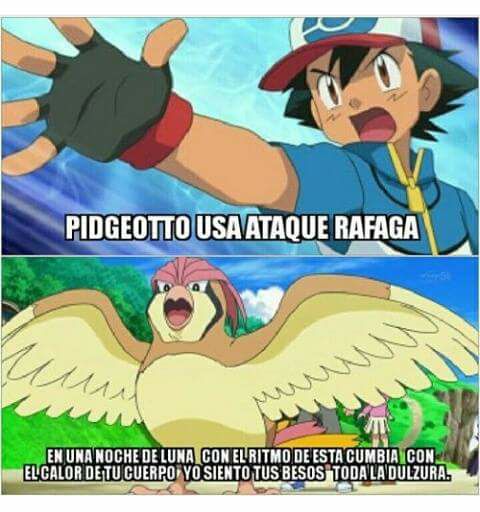 PIDGEOTTO USA ATAQUE RAFAGA
EN UNA NOCHE DE LUNA CON EL RITMO DE ESTA CUMBIA CON
EL CALOR DE TU CUERPO YO SIENTO TUS BESOS TODA LA DULZURA.